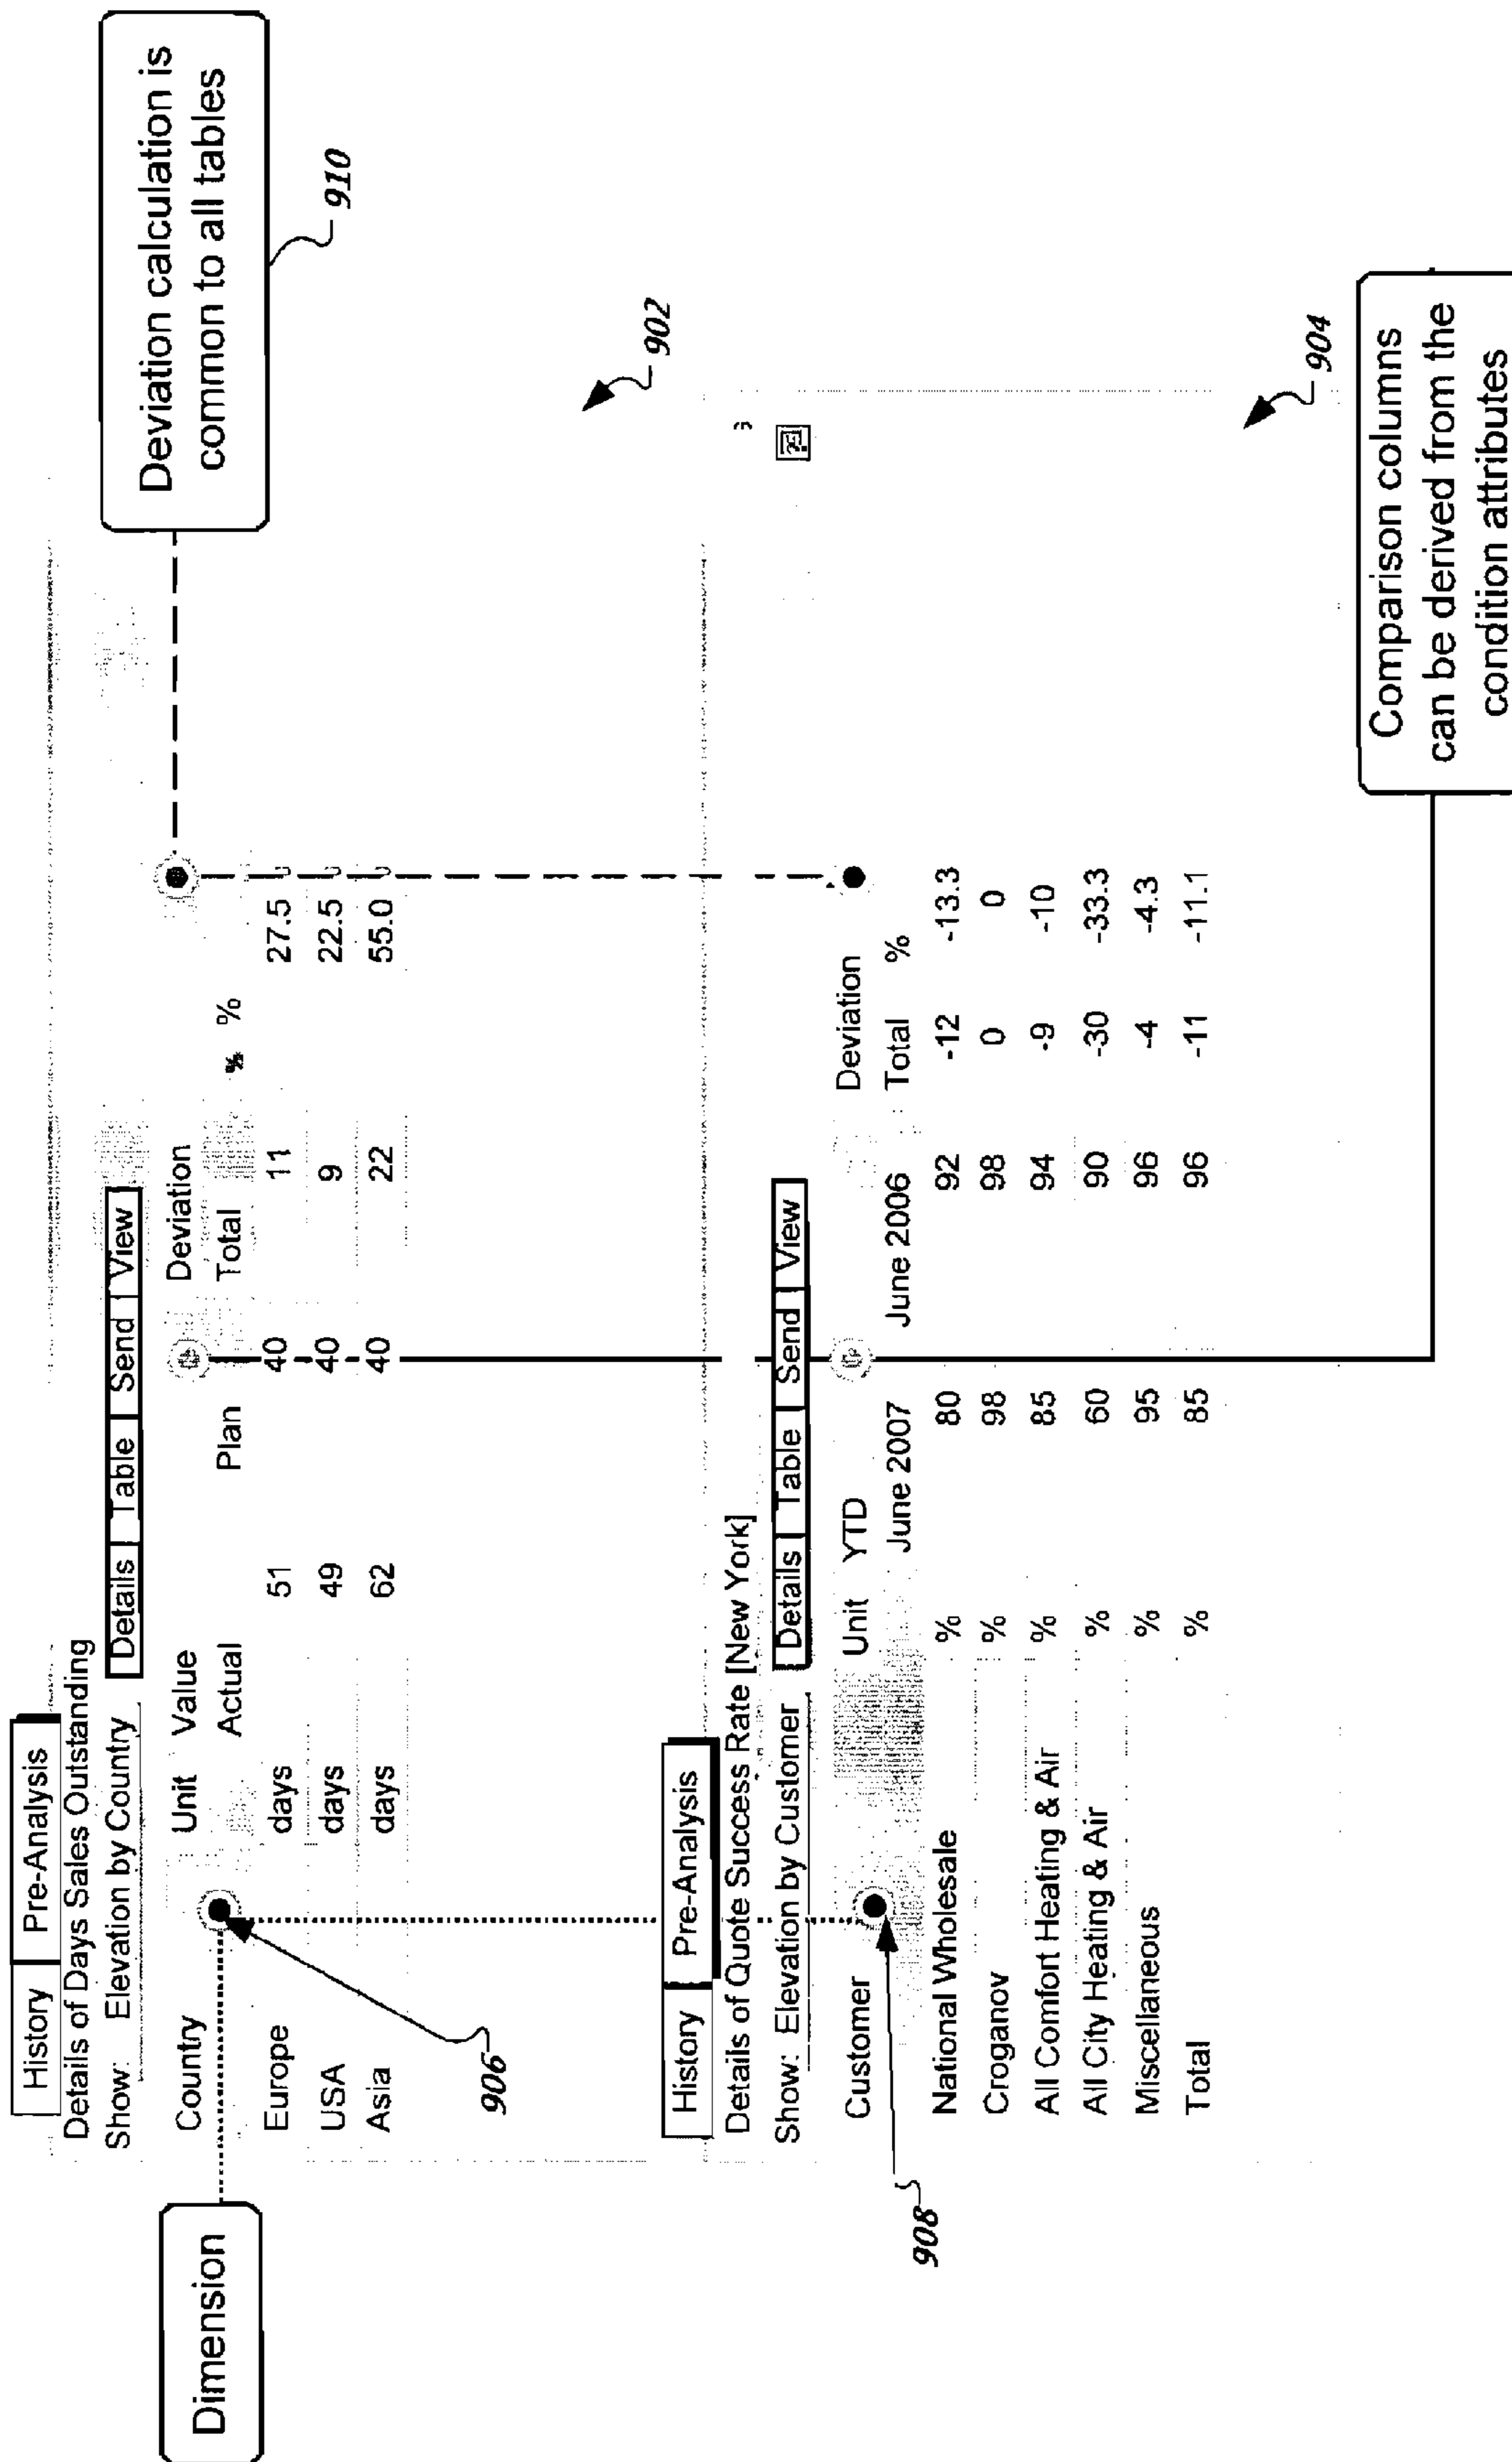 Dimension
Deviation calculation is
common to all tables
910
History Pre-Analysis
Details of Days Sales Outstanding
Show: Elevation by Country Details Table Send View
Country Unit Value Deviation
Actual Plan Total % %
Europe days 51 40 11 27.5
USA days 49 40 9 22.5
Asia days 62 40 22 55.0
906
902
History Pre-Analysis
Details of Quote Success Rate [New York]
Show: Elevation by Customer Details Table Send View
Customer Unit YTD Deviation
June 2007 June 2006 Total %
National Wholesale % 80 92 -12 -13.3
Croganov % 98 98 0 0
All Comfort Heating & Air % 85 94 -9 -10
All City Heating & Air % 60 90 -30 -33.3
Miscellaneous % 95 96 -4 -4.3
Total % 85 96 -11 -11.1
908
904
Comparison columns
can be derived from the
condition attributes